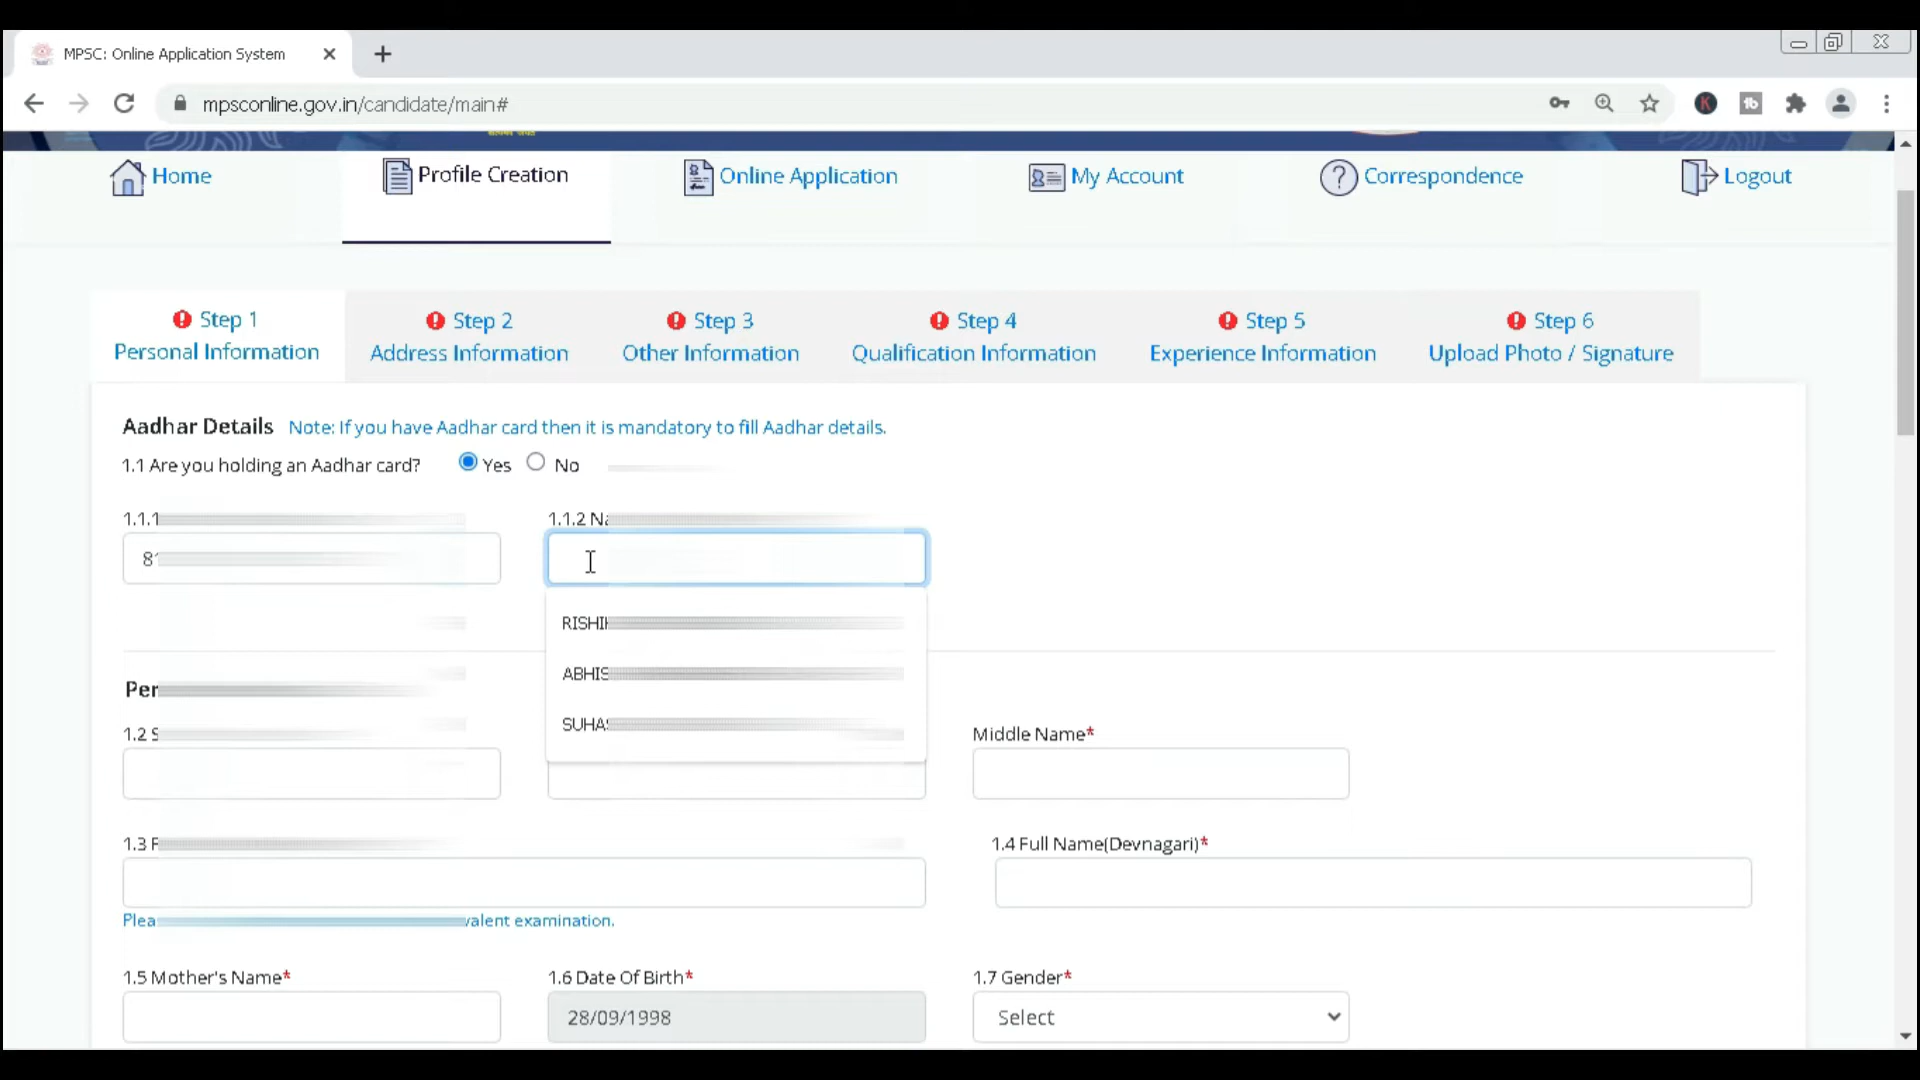 MPSC: Online Application System
mpsconline.gov.in/candidate/main#
Home
Profile Creation
Online Application
My Account
Correspondence
Logout
Step 1
Personal Information
Step 2
Address Information
Step 3
Other Information
Step 4
Qualification Information
Step 5
Experience Information
Step 6
Upload Photo / Signature
Aadhar Details Note: If you have Aadhar card then it is mandatory to fill Aadhar details.
1.1 Are you holding an Aadhar card? Yes No
1.1.1
1.1.2
1.2
Middle Name*
1.3
1.4 Full Name(Devnagari)*
examination.
1.5 Mother's Name*
1.6 Date Of Birth*
1.7 Gender*
28/09/1998
Select